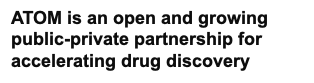 ATOM is an open and growing
public-private partnership for
accelerating drug discovery